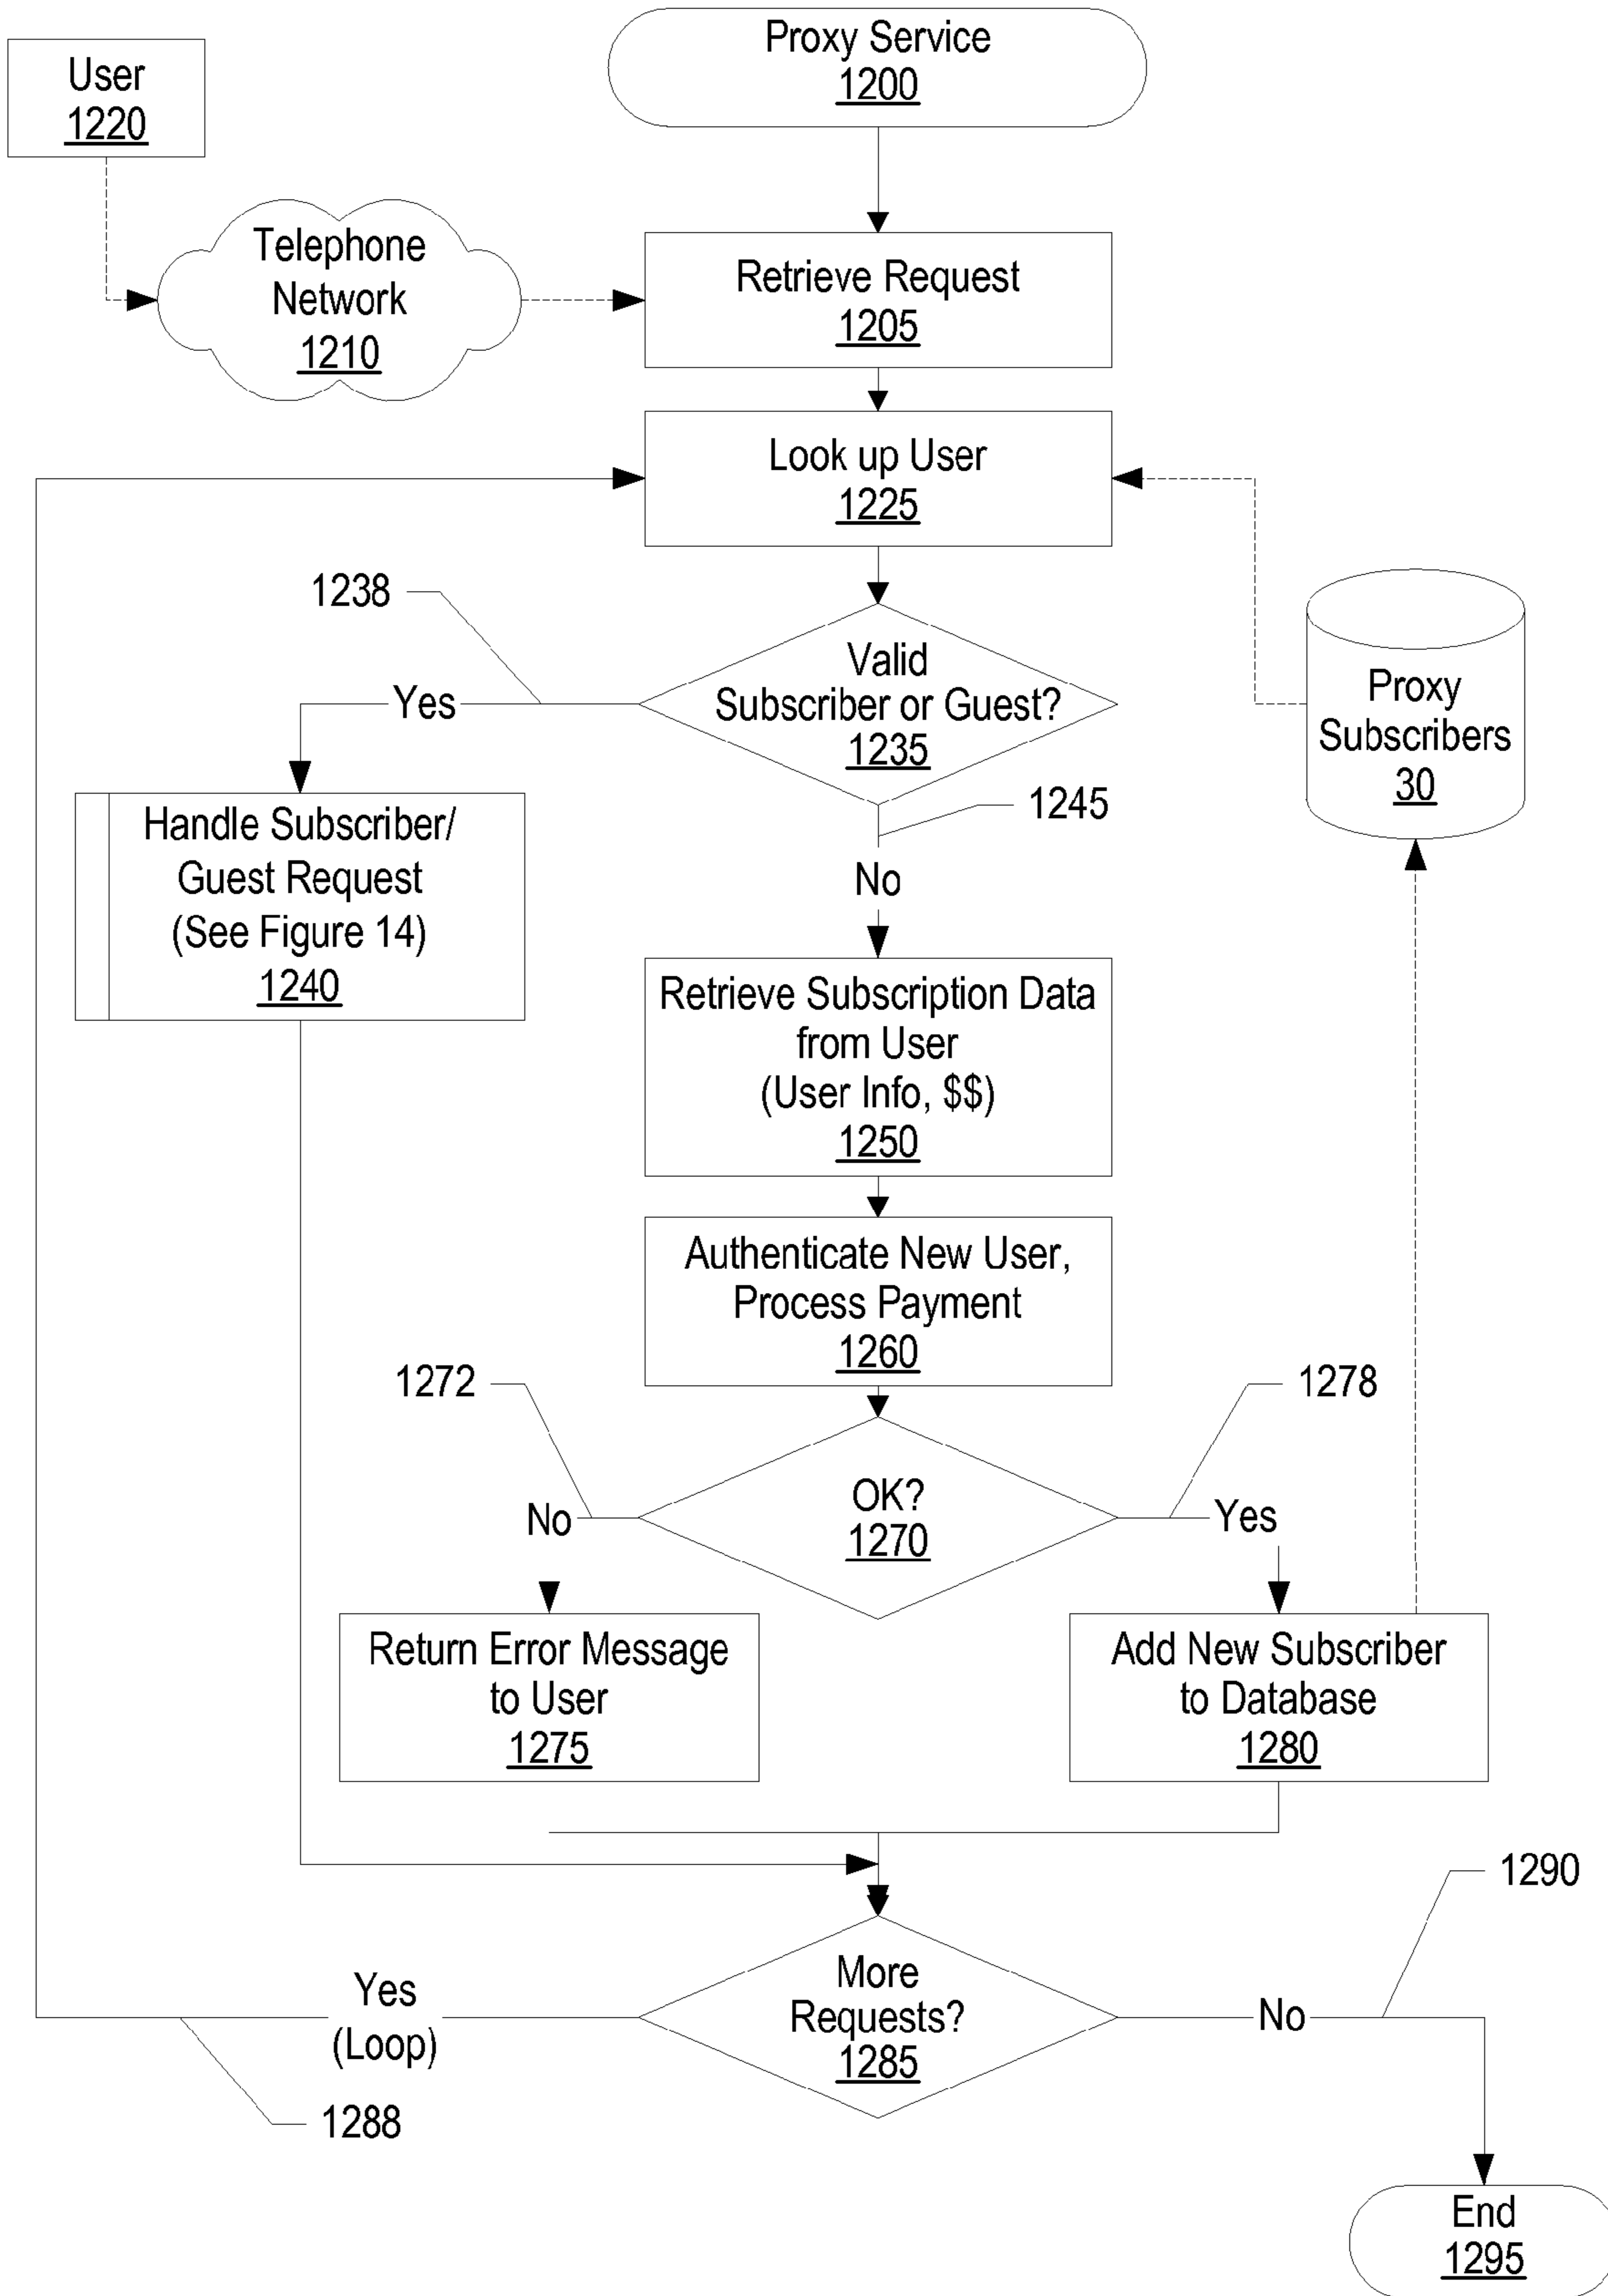 Proxy Service
1200
User
1220
Telephone
Network
1210
Retrieve Request
1205
Look up User
1225
1238
Valid
Subscriber or Guest?
1235
Yes
Proxy
Subscribers
30
1245
No
Handle Subscriber/
Guest Request
(See Figure 14)
1240
Retrieve Subscription Data
from User
(User Info, $$)
1250
Authenticate New User,
Process Payment
1260
1272
1278
OK?
1270
No
Yes
Return Error Message
to User
1275
Add New Subscriber
to Database
1280
1290
More
Requests?
1285
Yes
(Loop)
No
1288
End
1295